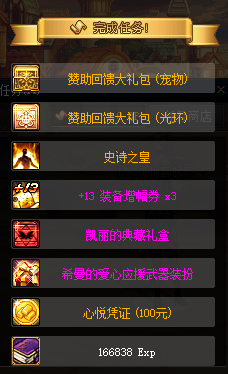 完成任务!
赞助回馈大礼包 (宠物)
赞助回馈大礼包 (光环)
史诗之皇
+13 装备增幅券 x3
凯丽的典藏礼盒
希曼的爱心应援武器装扮
心悦凭证 (100元)
166838 Exp